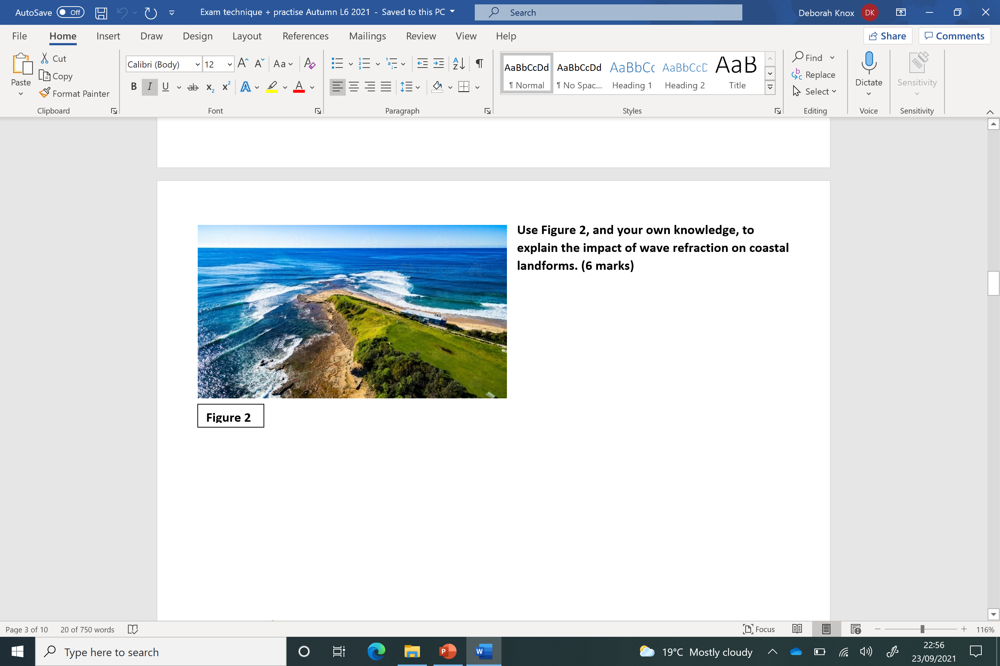 AutoSave Off Exam technique + practise Autumn L6 2021 - Saved to this PC Search Deborah Knox DK
File Home Insert Draw Design Layout References Mailings Review View Help Share Comments
Paste
Cut
Copy
Format Painter
Clipboard
Calibri (Body) 12
Font
Paragraph
AaBbCcDd AaBbCcDd AaBbCc AaBbCcD AaB
¶ Normal ¶ No Spac... Heading 1 Heading 2 Title
Styles
Find
Replace
Select
Editing
Dictate
Voice
Sensitivity
Sensitivity
Use Figure 2, and your own knowledge, to
explain the impact of wave refraction on coastal
landforms. (6 marks)
Figure 2
Page 3 of 10 20 of 750 words Focus 116%
Type here to search 19°C Mostly cloudy 22:56
23/09/2021